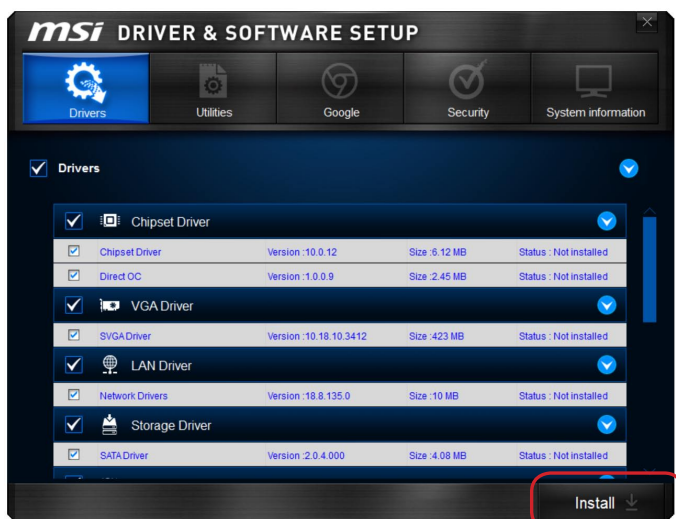 msi DRIVER & SOFTWARE SETUP
Drivers Utilities Google Security System information
Drivers
Chipset Driver
Chipset Driver Version :10.0.12 Size :6.12 MB Status : Not installed
Direct OC Version :1.0.0.9 Size :2.45 MB Status : Not installed
VGA Driver
SVGA Driver Version :10.18.10.3412 Size :423 MB Status : Not installed
LAN Driver
Network Drivers Version :18.8.135.0 Size :10 MB Status : Not installed
Storage Driver
SATA Driver Version :2.0.4.000 Size :4.08 MB Status : Not installed
Install